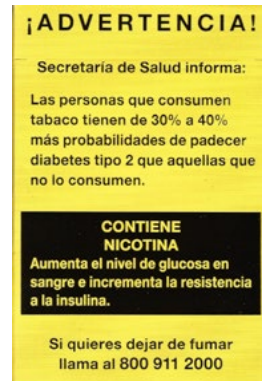 ¡ADVERTENCIA!
Secretaría de Salud informa:
Las personas que consumen
tabaco tienen de 30% a 40%
más probabilidades de padecer
diabetes tipo 2 que aquellas que
no lo consumen.
CONTIENE
NICOTINA
Aumenta el nivel de glucosa en
sangre e incrementa la resistencia
a la insulina.
Si quieres dejar de fumar
llama al 800 911 2000